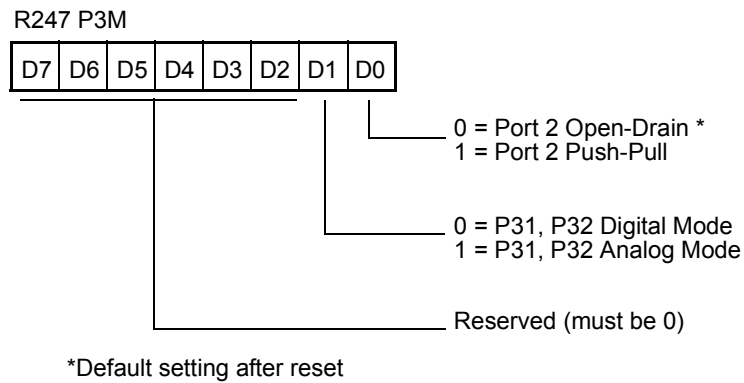 R247 P3M
D7 D6 D5 D4 D3 D2 D1 D0
0 = Port 2 Open-Drain *
1 = Port 2 Push-Pull
0 = P31, P32 Digital Mode
1 = P31, P32 Analog Mode
Reserved (must be 0)
*Default setting after reset